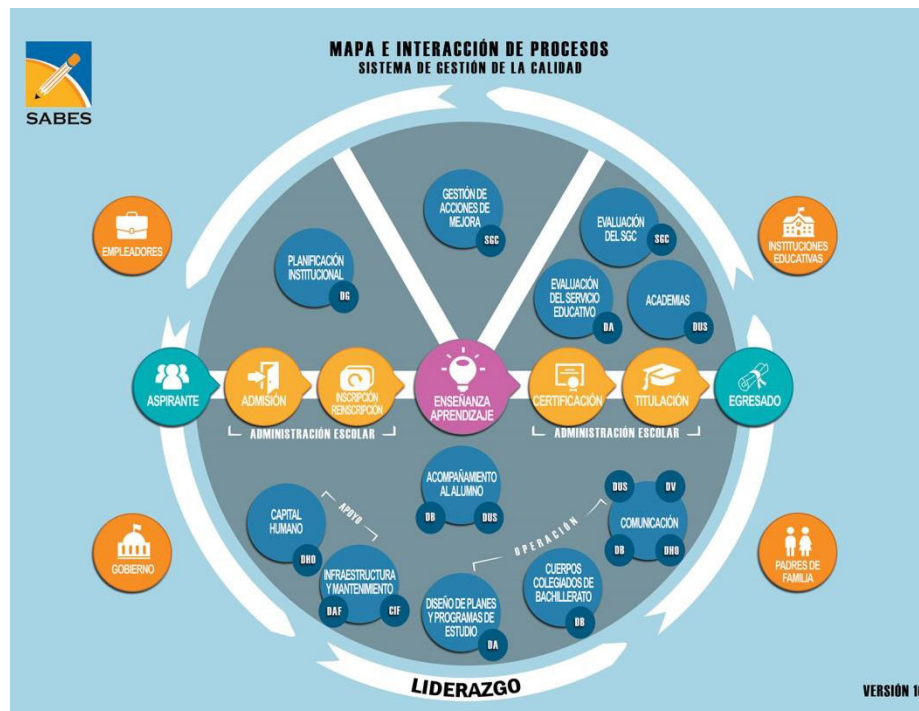 MAPA E INTERACCIÓN DE PROCESOS
SISTEMA DE GESTIÓN DE LA CALIDAD
SABES
EMPLEADORES
GESTIÓN DE
ACCIONES DE
MEJORA
SGC
EVALUACIÓN
DEL SGC
SGC
INSTITUCIONES
EDUCATIVAS
PLANIFICACIÓN
INSTITUCIONAL
DG
EVALUACIÓN
DEL SERVICIO
EDUCATIVO
DA
ACADEMIAS
DUS
ASPIRANTE
ADMISIÓN
INSCRIPCIÓN
REINSCRIPCIÓN
ENSEÑANZA
APRENDIZAJE
CERTIFICACIÓN
TITULACIÓN
EGRESADO
ADMINISTRACIÓN ESCOLAR
ADMINISTRACIÓN ESCOLAR
GOBIERNO
CAPITAL
HUMANO
DHO
APOYO
INFRAESTRUCTURA
Y MANTENIMIENTO
DAF
CIF
ACOMPAÑAMIENTO
AL ALUMNO
DB
DUS
OPERACIÓN
DISEÑO DE PLANES
Y PROGRAMAS DE
ESTUDIO
DA
CUERPOS
COLEGIADOS DE
BACHILLERATO
DB
DUS
DV
COMUNICACIÓN
DB
DHO
PADRES DE
FAMILIA
LIDERAZGO
VERSIÓN